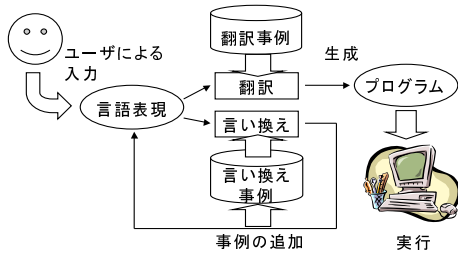 翻訳事例
ユーザによる
入力
生成
翻訳
プログラム
言語表現
言い換え
言い換え
事例
事例の追加
実行